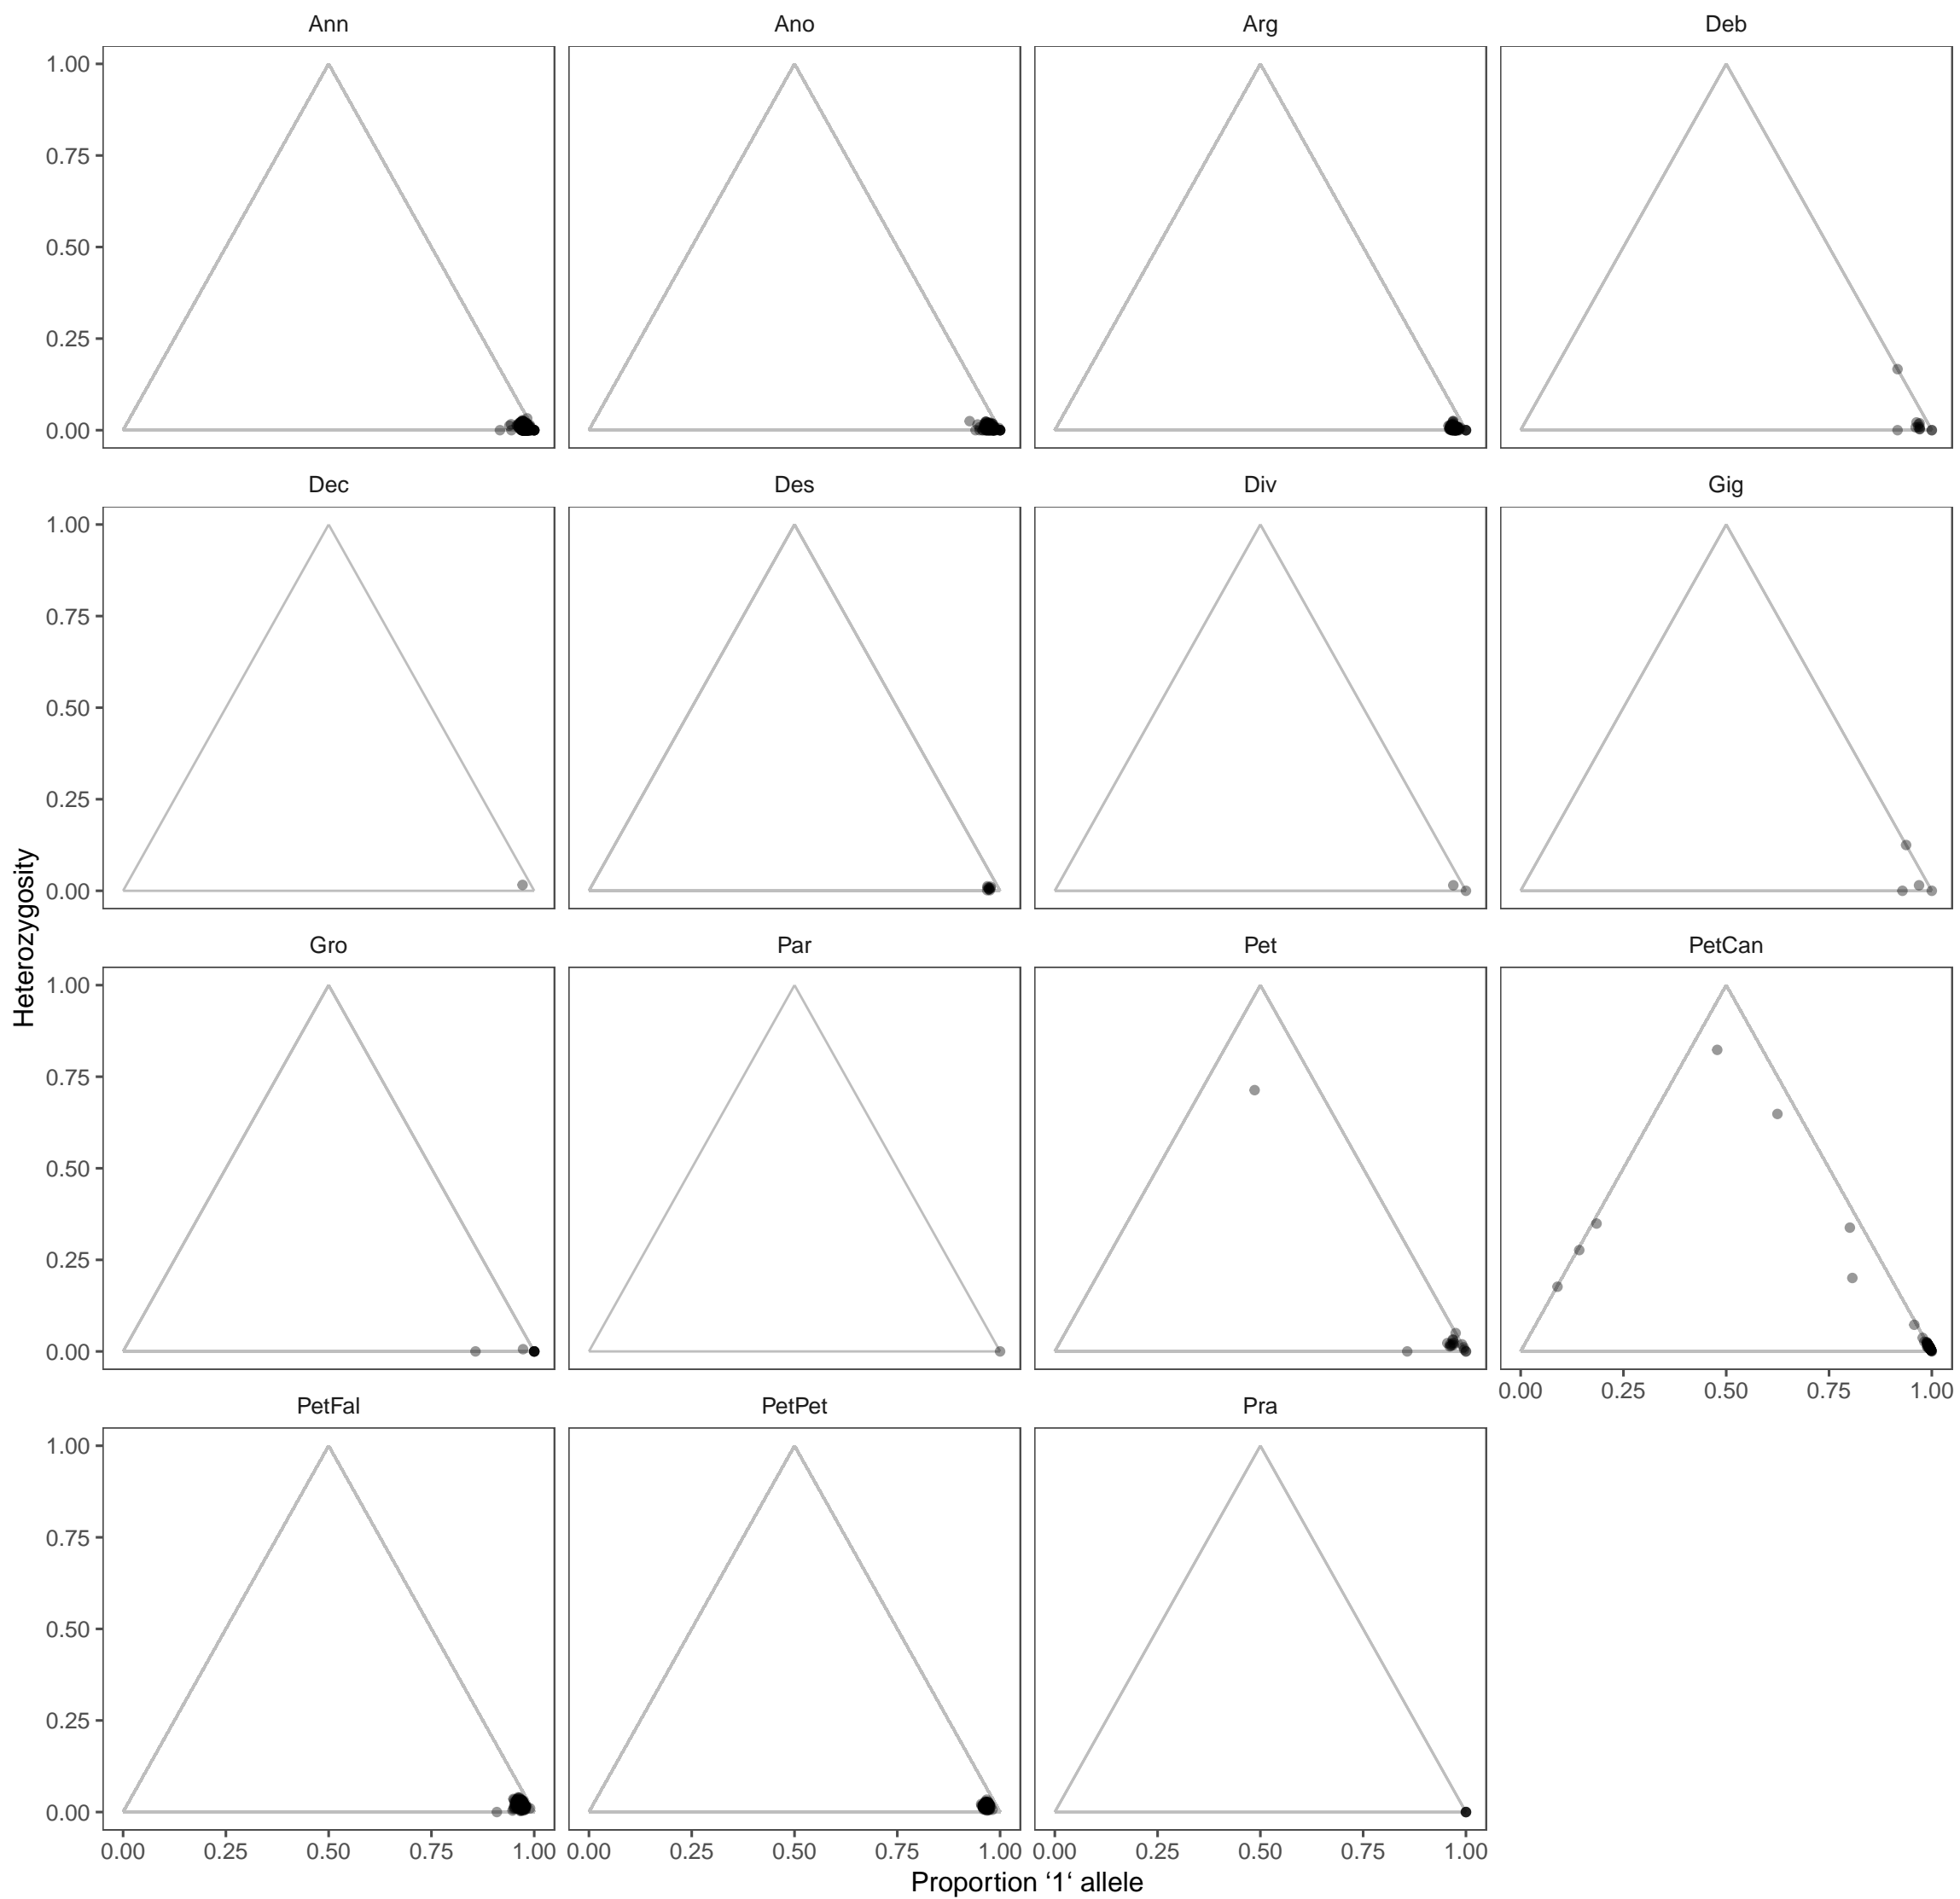 Ann Ano Arg Deb
1.00
0.75
0.50
0.25
0.00
Dec Des Div Gig
1.00
0.75
0.50
0.25
0.00
Heterozygosity
Gro Par Pet PetCan
1.00
0.75
0.50
0.25
0.00
0.00 0.25 0.50 0.75 1.00
PetFal PetPet Pra
1.00
0.75
0.50
0.25
0.00
0.00 0.25 0.50 0.75 1.00 0.00 0.25 0.50 0.75 1.00 0.00 0.25 0.50 0.75 1.00
Proportion ‘1‘ allele